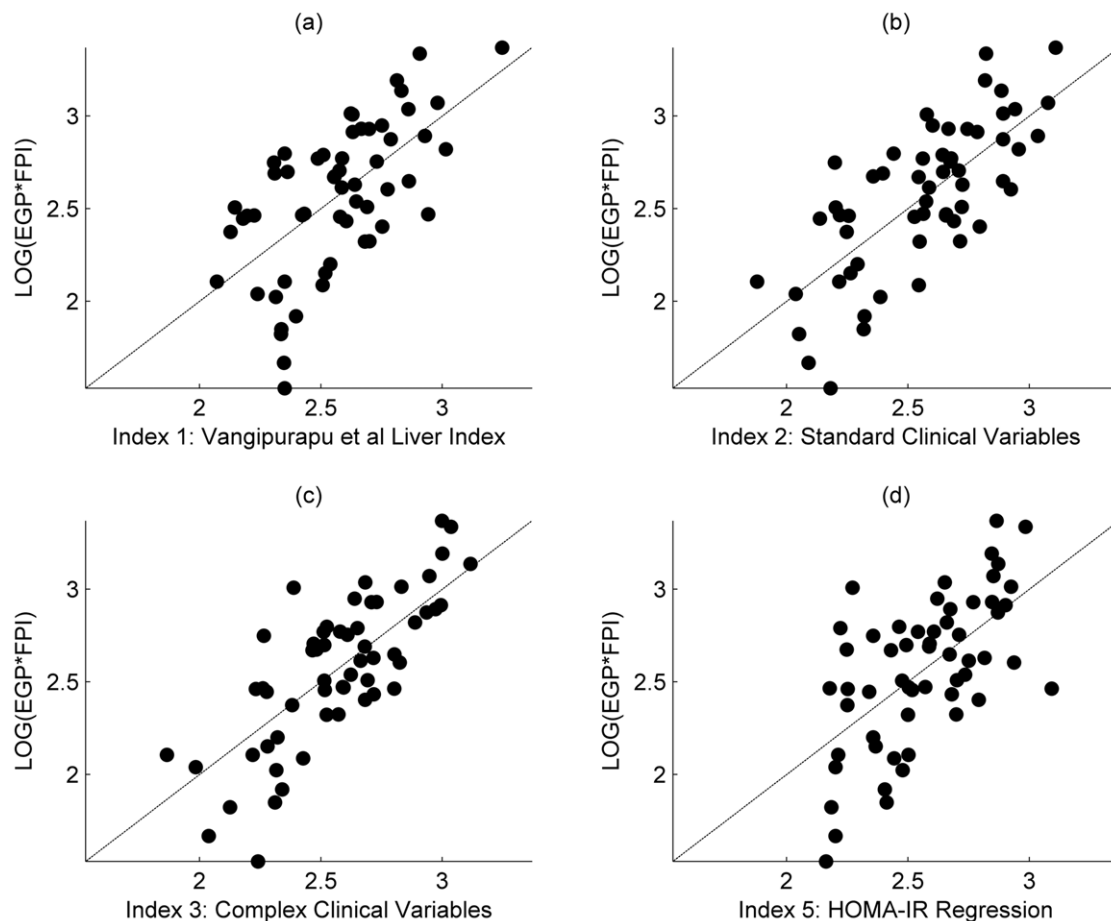 (a)
LOG(EGP*FPI)
3
2.5
2
2 2.5 3
Index 1: Vangipurapu et al Liver Index
(b)
LOG(EGP*FPI)
3
2.5
2
2 2.5 3
Index 2: Standard Clinical Variables
(c)
LOG(EGP*FPI)
3
2.5
2
2 2.5 3
Index 3: Complex Clinical Variables
(d)
LOG(EGP*FPI)
3
2.5
2
2 2.5 3
Index 5: HOMA-IR Regression